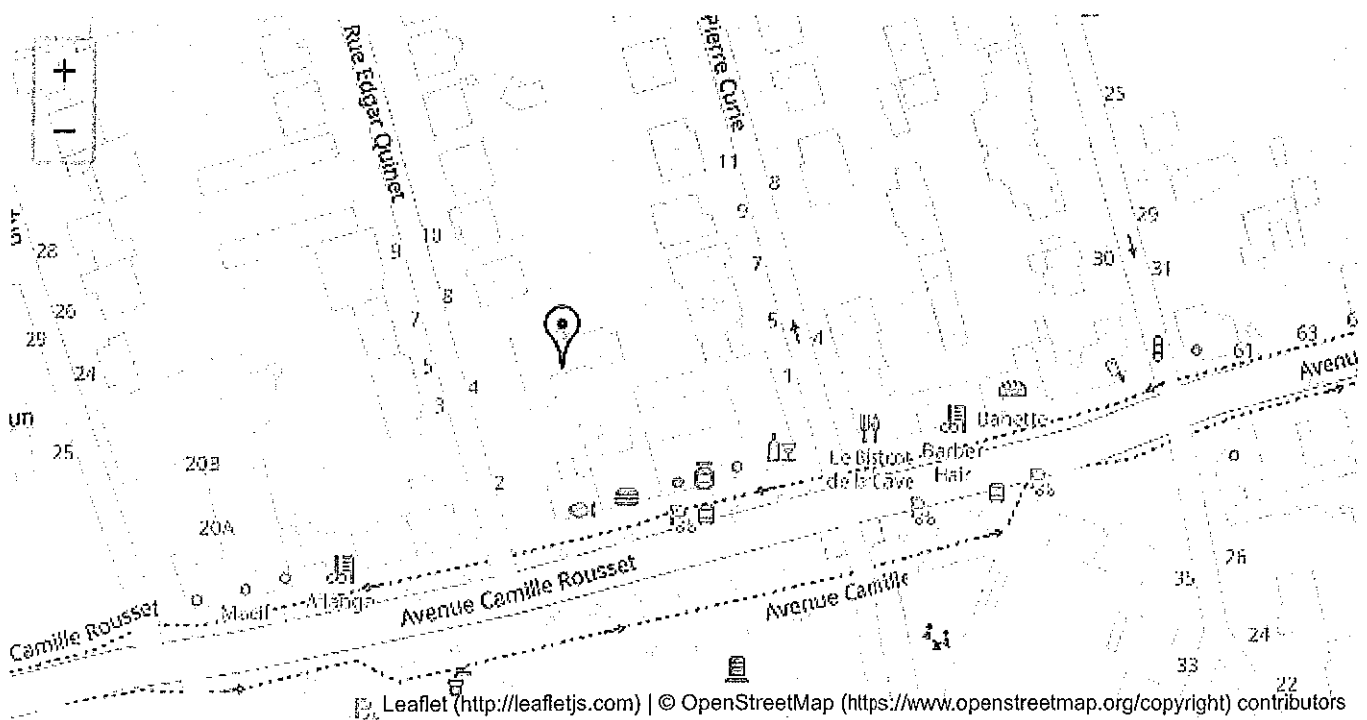 +
−
Rue Edgar Quinet
Pierre Curie
25
11
8
9
7
29
30
31
5
4
1
28
26
29
24
un
25
9
10
8
7
5
4
3
2
20B
20A
61
63
Avenue
Banette
Le Bistrot
de la Cave
Barber
Hair
Camille Rousset
Avenue Camille Rousset
Avenue Camille
35
26
24
33
22
Leaflet (http://leafletjs.com) | © OpenStreetMap (https://www.openstreetmap.org/copyright) contributors